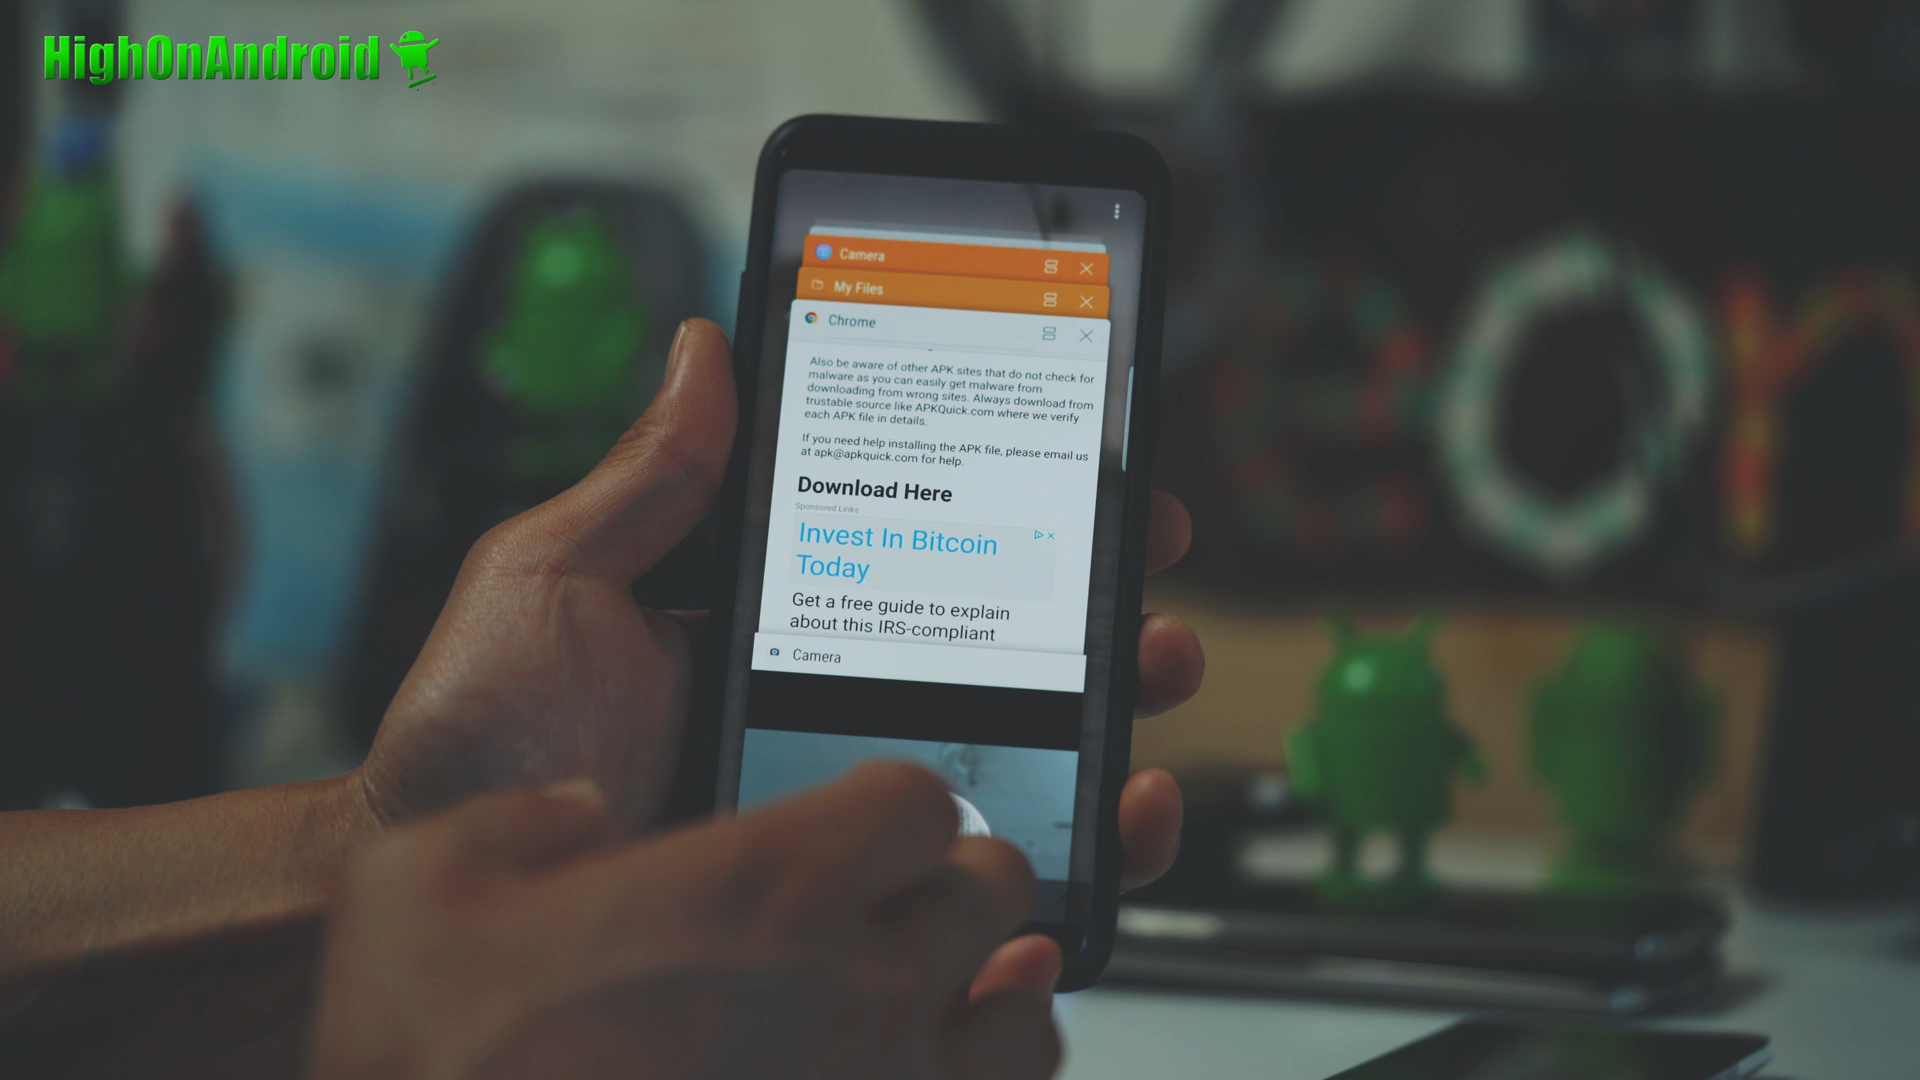 HighOnAndroid
Camera
My Files
Chrome
Also be aware of other APK sites that do not check for
malware as you can easily get malware from
downloading from wrong sites. Always download from
trustable source like APKQuick.com where we verify
each APK file in details.
If you need help installing the APK file, please email us
at apk@apkquick.com for help.
Download Here
Sponsored Links
Invest In Bitcoin
Today
Get a free guide to explain
about this IRS-compliant
Camera